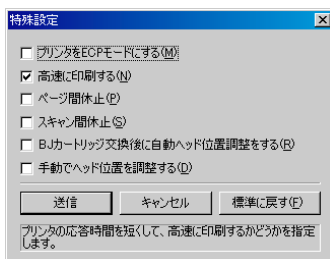 特殊設定
プリンタをECPモードにする(M)
高速に印刷する(N)
ページ間休止(P)
スキャン間休止(S)
BJカートリッジ交換後に自動ヘッド位置調整をする(R)
手動でヘッド位置を調整する(D)
送信 キャンセル 標準に戻す(F)
プリンタの応答時間を短くして、高速に印刷するかどうかを指定
します。